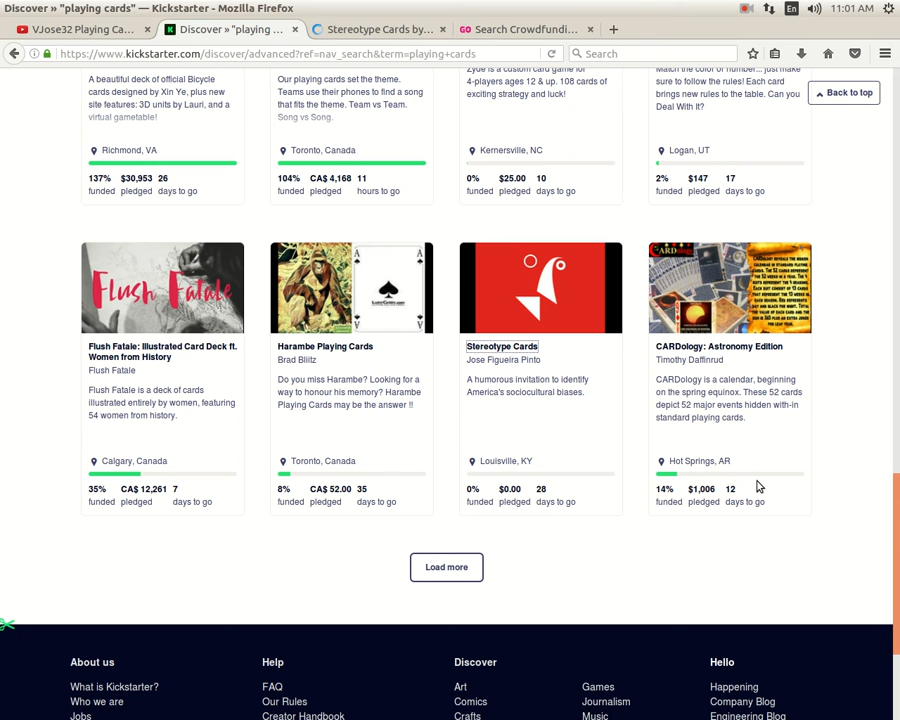 Discover » "playing cards" — Kickstarter - Mozilla Firefox
En
11:01 AM
VJose32 Playing Ca...
Discover » "playing ...
Stereotype Cards by...
Search Crowdfundi...
https://www.kickstarter.com/discover/advanced?ref=nav_search&term=playing+cards
Search
Back to top
A beautiful deck of official Bicycle
cards designed by Xin Ye, plus new
site features: 3D units by Lauri, and a
virtual gametable!
Richmond, VA
137% $30,953 26
funded pledged days to go
Our playing cards set the theme.
Teams use their phones to find a song
that fits the theme. Team vs Team.
Song vs Song.
Toronto, Canada
104% CA$ 4,168 11
funded pledged hours to go
Zyde is a custom card game for
4-players ages 12 & up. 108 cards of
exciting strategy and luck!
Kernersville, NC
0% $25.00 10
funded pledged days to go
Match the color or number... just make
sure to follow the rules! Each card
brings new rules to the table. Can you
Deal With It?
Logan, UT
2% $147 17
funded pledged days to go
Flush Fatale
Flush Fatale: Illustrated Card Deck ft.
Women from History
Flush Fatale
Flush Fatale is a deck of cards
illustrated entirely by women, featuring
54 women from history.
Calgary, Canada
35% CA$ 12,261 7
funded pledged days to go
A
A
Harambe Playing Cards
Brad Bliitz
Do you miss Harambe? Looking for a
way to honour his memory? Harambe
Playing Cards may be the answer !!
Toronto, Canada
8% CA$ 52.00 35
funded pledged days to go
Stereotype Cards
Jose Figueira Pinto
A humorous invitation to identify
America's sociocultural biases.
Louisville, KY
0% $0.00 28
funded pledged days to go
CARDology: Astronomy Edition
Timothy Daffinrud
CARDology is a calendar, beginning
on the spring equinox. These 52 cards
depict 52 major events hidden with-in
standard playing cards.
Hot Springs, AR
14% $1,006 12
funded pledged days to go
Load more
About us
What is Kickstarter?
Who we are
Jobs
Help
FAQ
Our Rules
Creator Handbook
Discover
Art
Comics
Crafts
Games
Journalism
Music
Hello
Happening
Company Blog
Engineering Blog